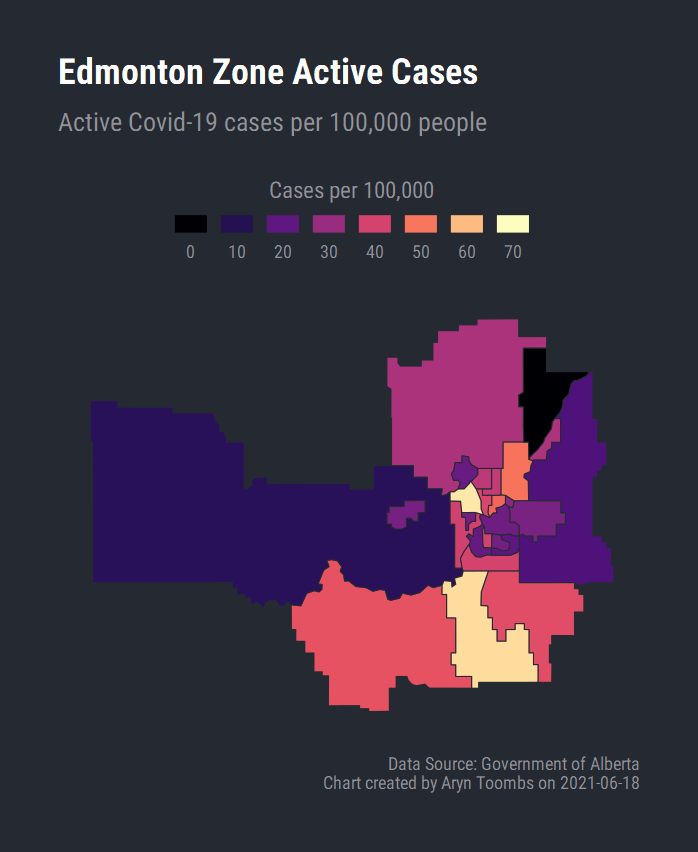 Edmonton Zone Active Cases
Active Covid-19 cases per 100,000 people
Cases per 100,000
0 10 20 30 40 50 60 70
Data Source: Government of Alberta
Chart created by Aryn Toombs on 2021-06-18